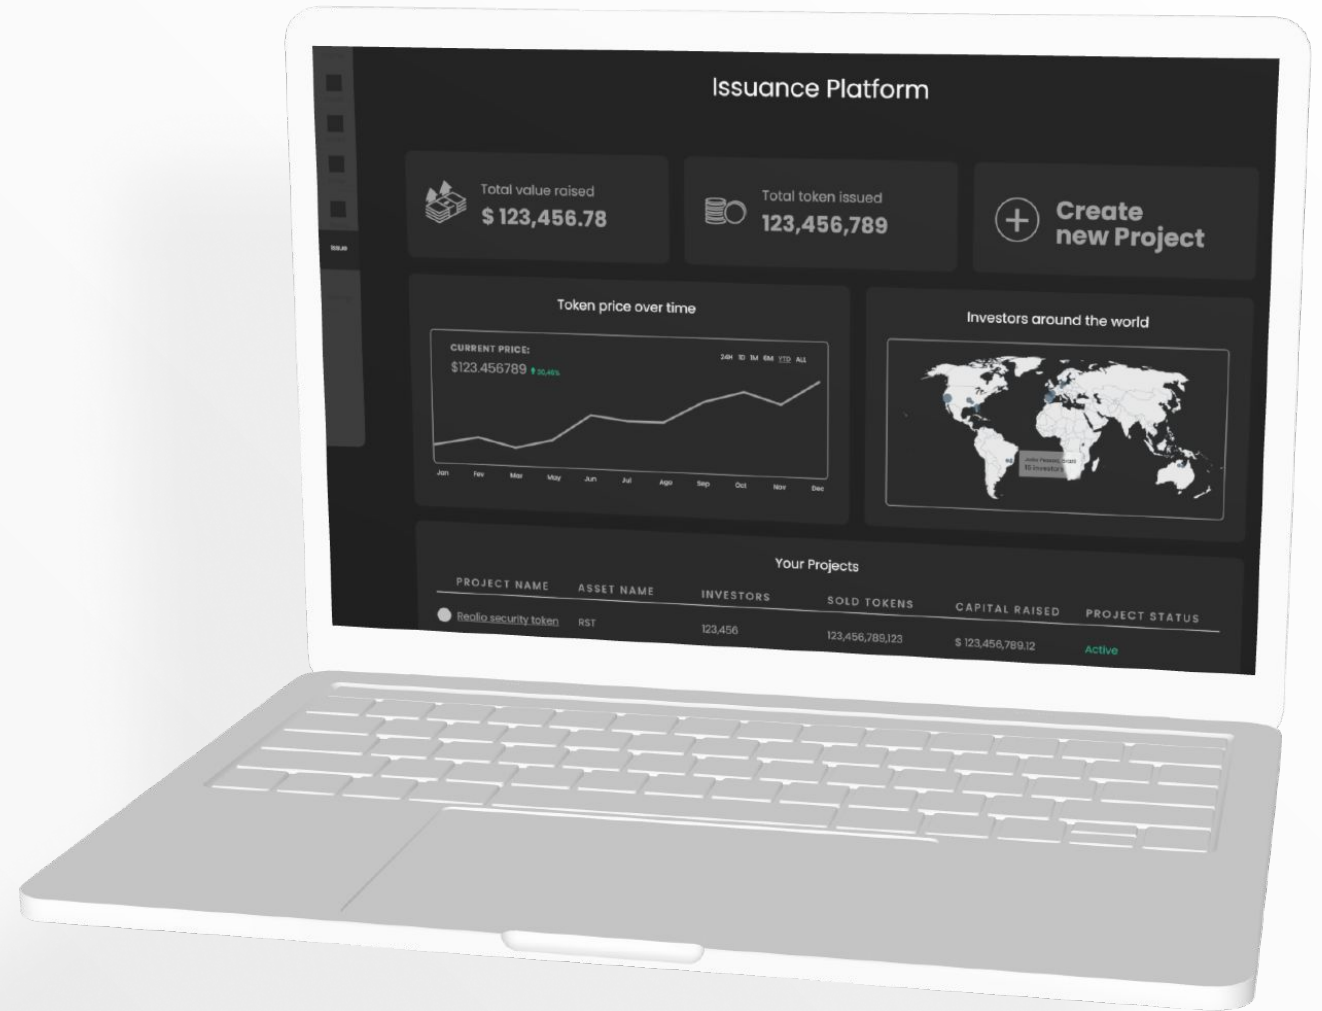 Issuance Platform
Total value raised
$ 123,456.78
Total token issued
123,456,789
Create
new Project
Issue
Token price over time
CURRENT PRICE:
$123.456789
24H 1D 1M 6M YTD ALL
Jan Fev Mar May Jun Jul Ago Sep Oct Nov Dec
Investors around the world
Your Projects
PROJECT NAME ASSET NAME INVESTORS SOLD TOKENS CAPITAL RAISED PROJECT STATUS
Realio security token RST 123,456 123,456,789,123 $ 123,456,789.12 Active